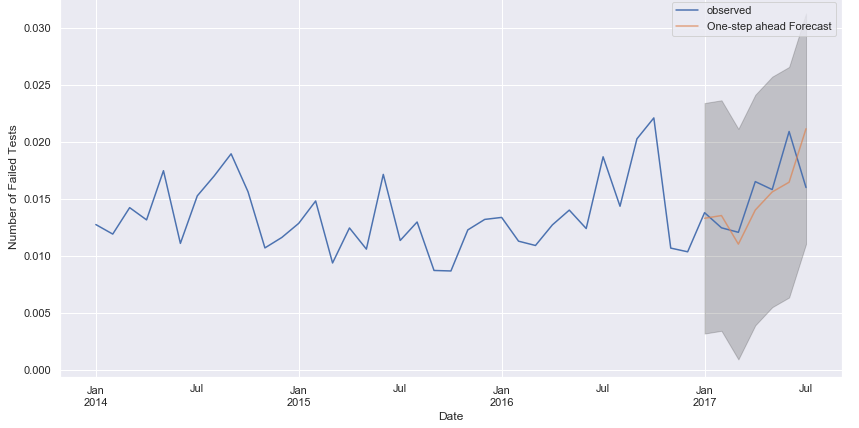 observed
One-step ahead Forecast
0.030
0.025
0.020
0.015
0.010
0.005
0.000
Number of Failed Tests
Jan
2014
Jul
Jan
2015
Jul
Jan
2016
Jul
Jan
2017
Jul
Date